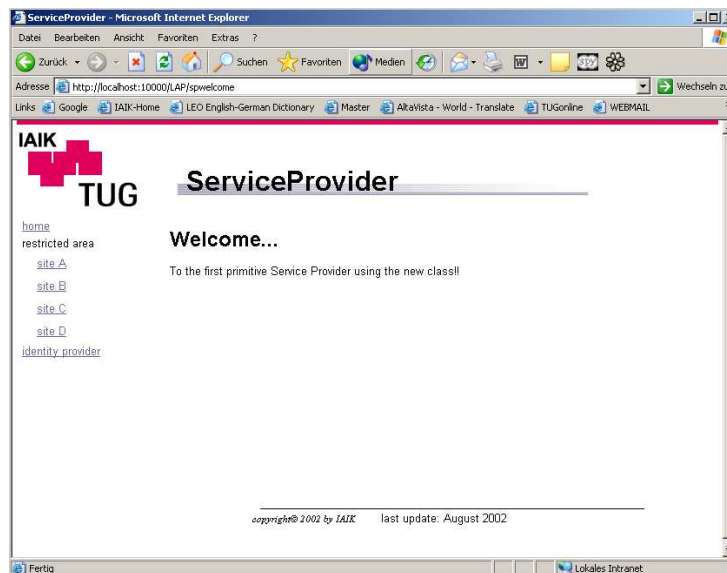 ServiceProvider - Microsoft Internet Explorer
Datei Bearbeiten Ansicht Favoriten Extras ?
Zurück Suchen Favoriten Medien
Adresse http://localhost:10000/LAP/spwelcome Wechseln zu
Links Google IAIK-Home LEO English-German Dictionary Master AltaVista - World - Translate TUGonline WEBMAIL
IAIK
TUG
ServiceProvider
home
restricted area
site A
site B
site C
site D
identity provider
Welcome...
To the first primitive Service Provider using the new class!!
copyright© 2002 by IAIK last update: August 2002
Fertig Lokales Intranet